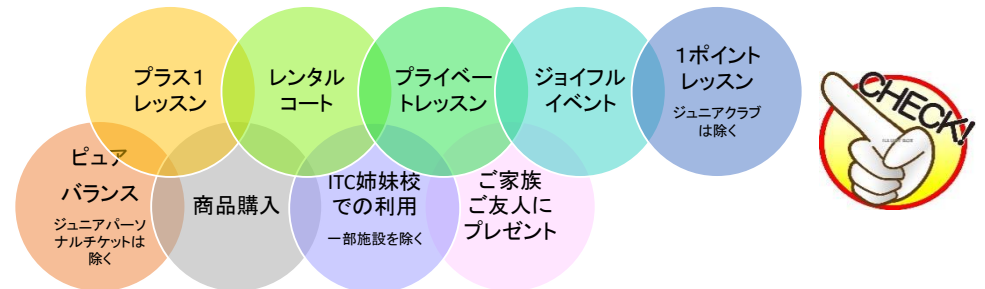 プラス１
レッスン
レンタル
コート
プライベー
トレッスン
ジョイフル
イベント
１ポイント
レッスン
ジュニアクラブ
は除く
CHECK!
ピュア
バランス
ジュニアパーソ
ナルチケットは
除く
商品購入
ITC姉妹校
での利用
一部施設を除く
ご家族
ご友人に
プレゼント